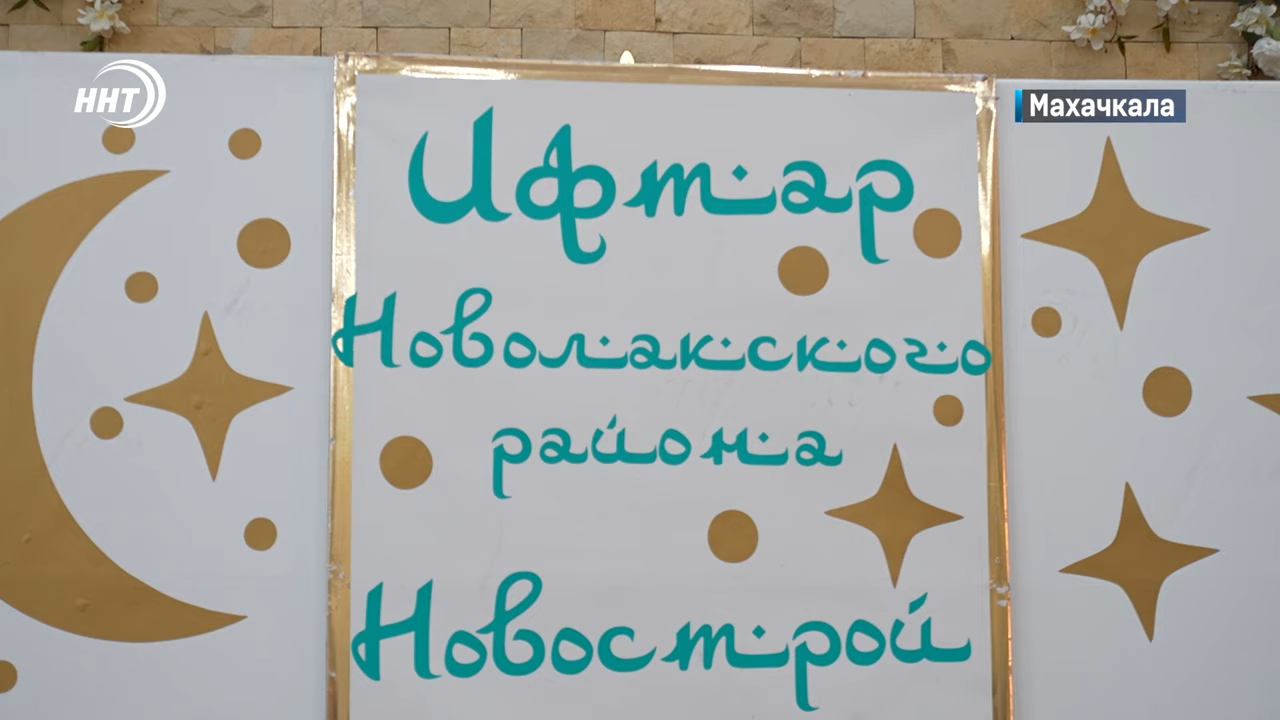 ННТ
Махачкала
Ифтар
Новолакского
района
Новострой